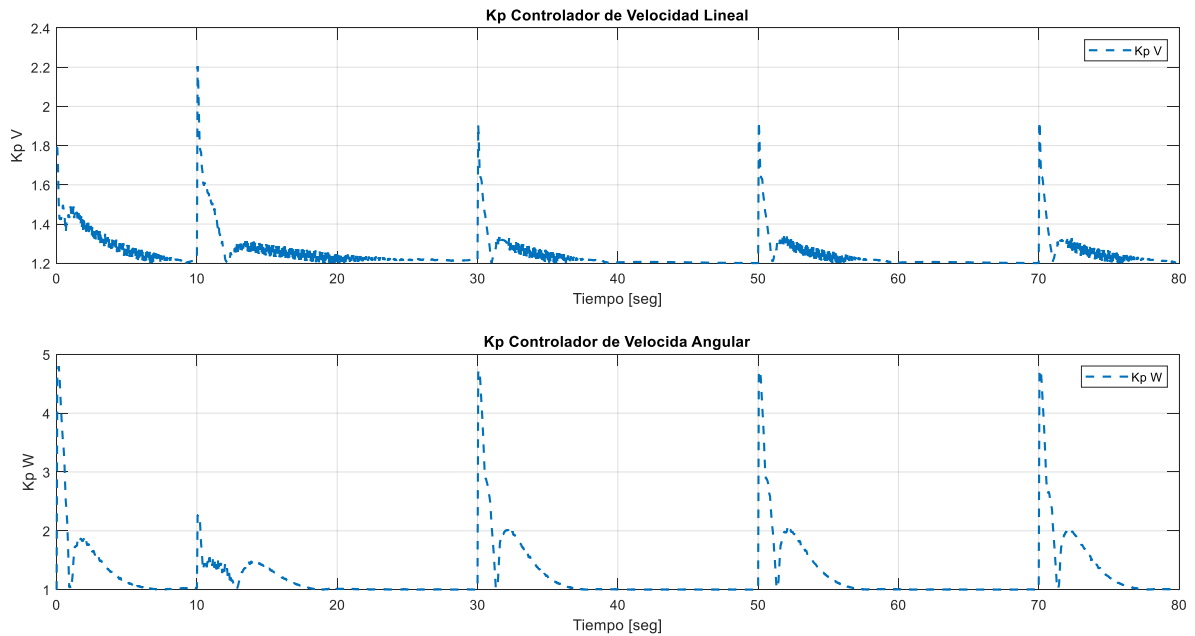 Kp Controlador de Velocidad Lineal
2.4
2.2
2
1.8
1.6
1.4
1.2
Kp V
Kp V
0 10 20 30 40 50 60 70 80
Tiempo [seg]
Kp Controlador de Velocida Angular
5
4
3
2
1
Kp W
Kp W
0 10 20 30 40 50 60 70 80
Tiempo [seg]